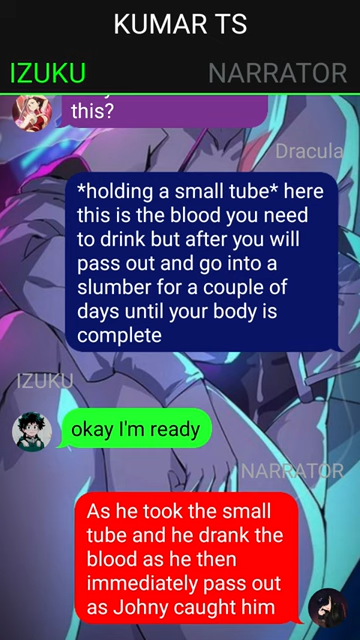 KUMAR TS
IZUKU NARRATOR
this?
Dracula
*holding a small tube* here
this is the blood you need
to drink but after you will
pass out and go into a
slumber for a couple of
days until your body is
complete
IZUKU
okay I'm ready
NARRATOR
As he took the small
tube and he drank the
blood as he then
immediately pass out
as Johny caught him